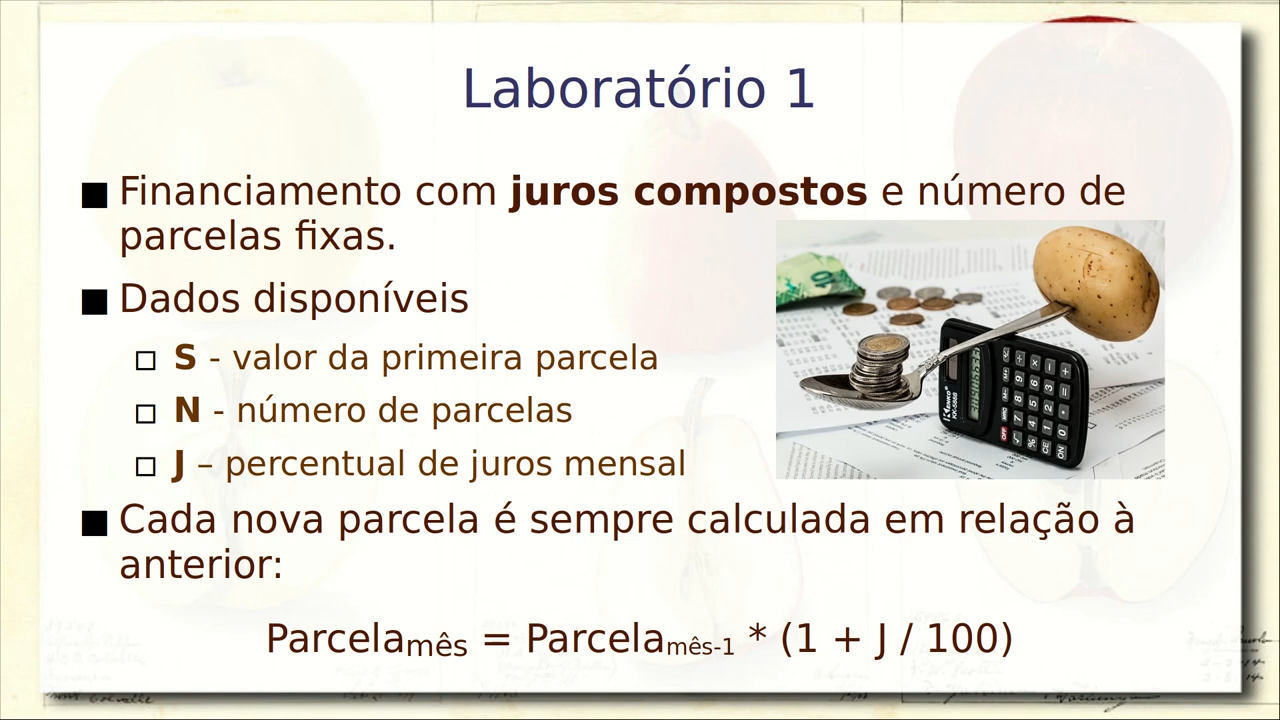 Laboratório 1
■ Financiamento com juros compostos e número de
parcelas fixas.
■ Dados disponíveis
□ S - valor da primeira parcela
□ N - número de parcelas
□ J – percentual de juros mensal
■ Cada nova parcela é sempre calculada em relação à
anterior:
Parcelamês = Parcelamês-1 * (1 + J / 100)